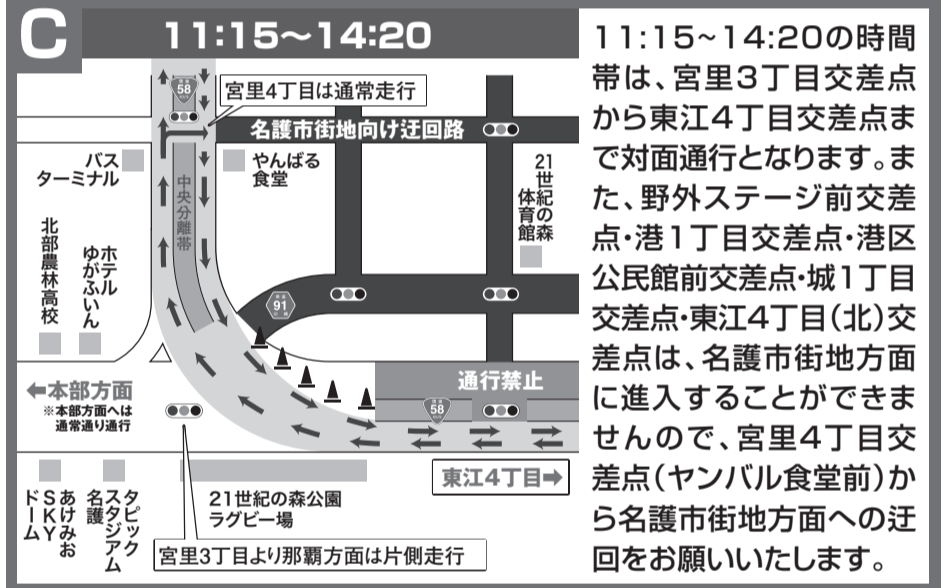 C
11:15〜14:20
58
宮里4丁目は通常走行
名護市街地向け迂回路
バス
ターミナル
やんばる
食堂
中央分離帯
21世紀の森
体育館
北部農林高校
ホテル
ゆがふいん
91
←本部方面
※本部方面へは
通常通り通行
通行禁止
58
東江4丁目➡
あけみお
SKY
ドーム
タピック
スタジアム
名護
21世紀の森公園
ラグビー場
宮里3丁目より那覇方面は片側走行
11:15~14:20の時間
帯は、宮里3丁目交差点
から東江4丁目交差点ま
で対面通行となります。ま
た、野外ステージ前交差
点・港1丁目交差点・港区
公民館前交差点・城1丁目
交差点・東江4丁目(北)交
差点は、名護市街地方面
に進入することができま
せんので、宮里4丁目交
差点(ヤンバル食堂前)か
ら名護市街地方面への迂
回をお願いいたします。